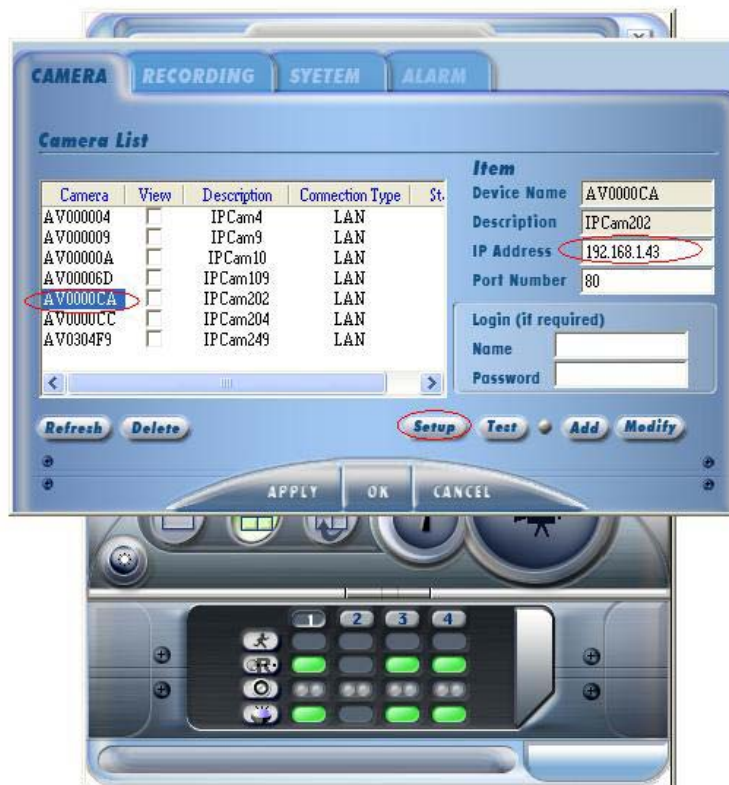 CAMERA RECORDING SYETEM ALARM
Camera List
Camera View Description Connection Type St.
AV000004 IPCam4 LAN
AV000009 IPCam9 LAN
AV00000A IPCam10 LAN
AV00006D IPCam109 LAN
AV0000CA IPCam202 LAN
AV0000CC IPCam204 LAN
AV0304F9 IPCam249 LAN
Item
Device Name AV0000CA
Description IPCam202
IP Address 192.168.1.43
Port Number 80
Login (if required)
Name
Password
Refresh Delete Setup Test Add Modify
APPLY OK CANCEL
1 2 3 4